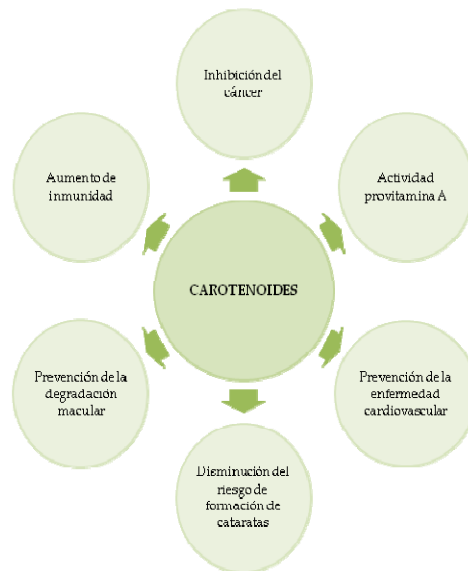 Inhibición del
cáncer
Aumento de
inmunidad
Actividad
provitamina A
CAROTENOIDES
Prevención de la
degradación
macular
Prevención de la
enfermedad
cardiovascular
Disminución del
riesgo de
formación de
cataratas